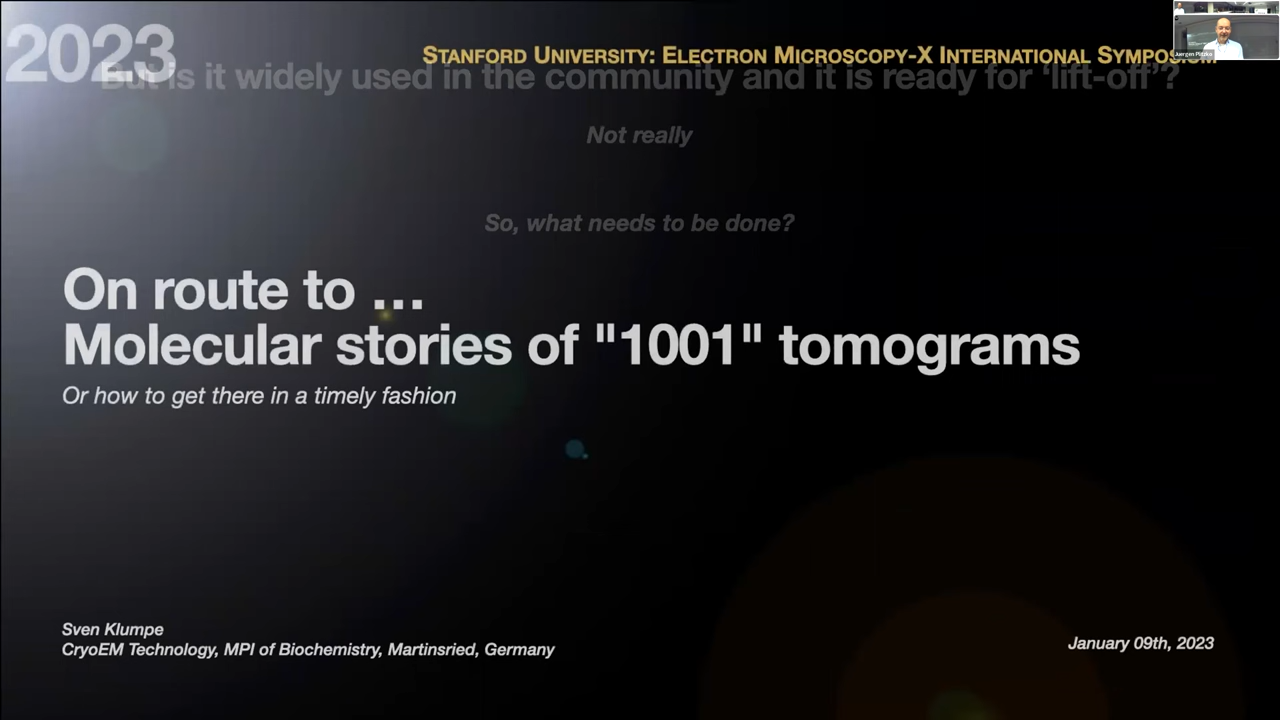 2023
STANFORD UNIVERSITY: ELECTRON MICROSCOPY-X INTERNATIONAL SYMPOSIUM
But is it widely used in the community and it is ready for 'lift-off'?
Not really
So, what needs to be done?
On route to ...
Molecular stories of "1001" tomograms
Or how to get there in a timely fashion
Sven Klumpe
CryoEM Technology, MPI of Biochemistry, Martinsried, Germany
January 09th, 2023
Juergen Plitzko